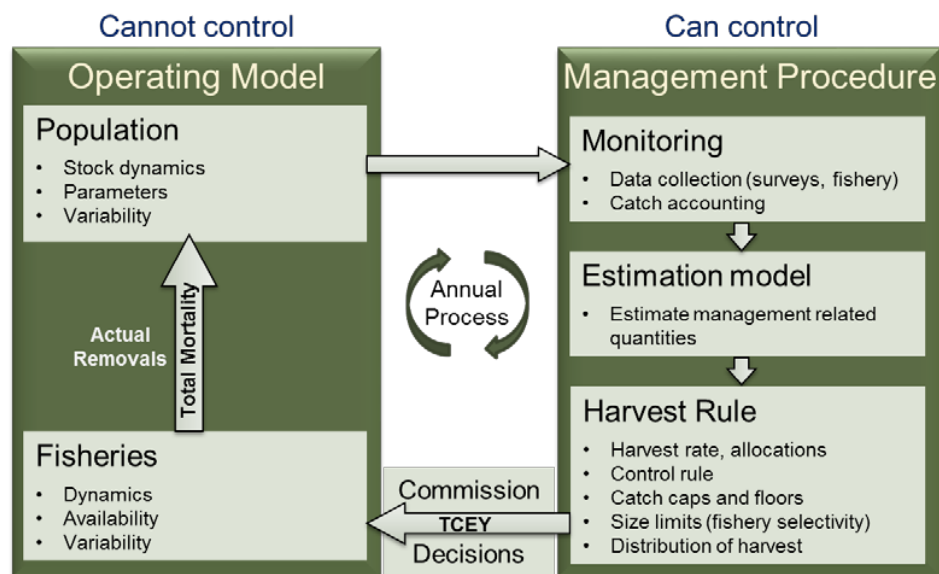 Cannot control
Can control
Operating Model
Population
• Stock dynamics
• Parameters
• Variability
Actual
Removals
Total Mortality
Fisheries
• Dynamics
• Availability
• Variability
Annual
Process
Commission
TCEY
Decisions
Management Procedure
Monitoring
• Data collection (surveys, fishery)
• Catch accounting
Estimation model
• Estimate management related
quantities
Harvest Rule
• Harvest rate, allocations
• Control rule
• Catch caps and floors
• Size limits (fishery selectivity)
• Distribution of harvest